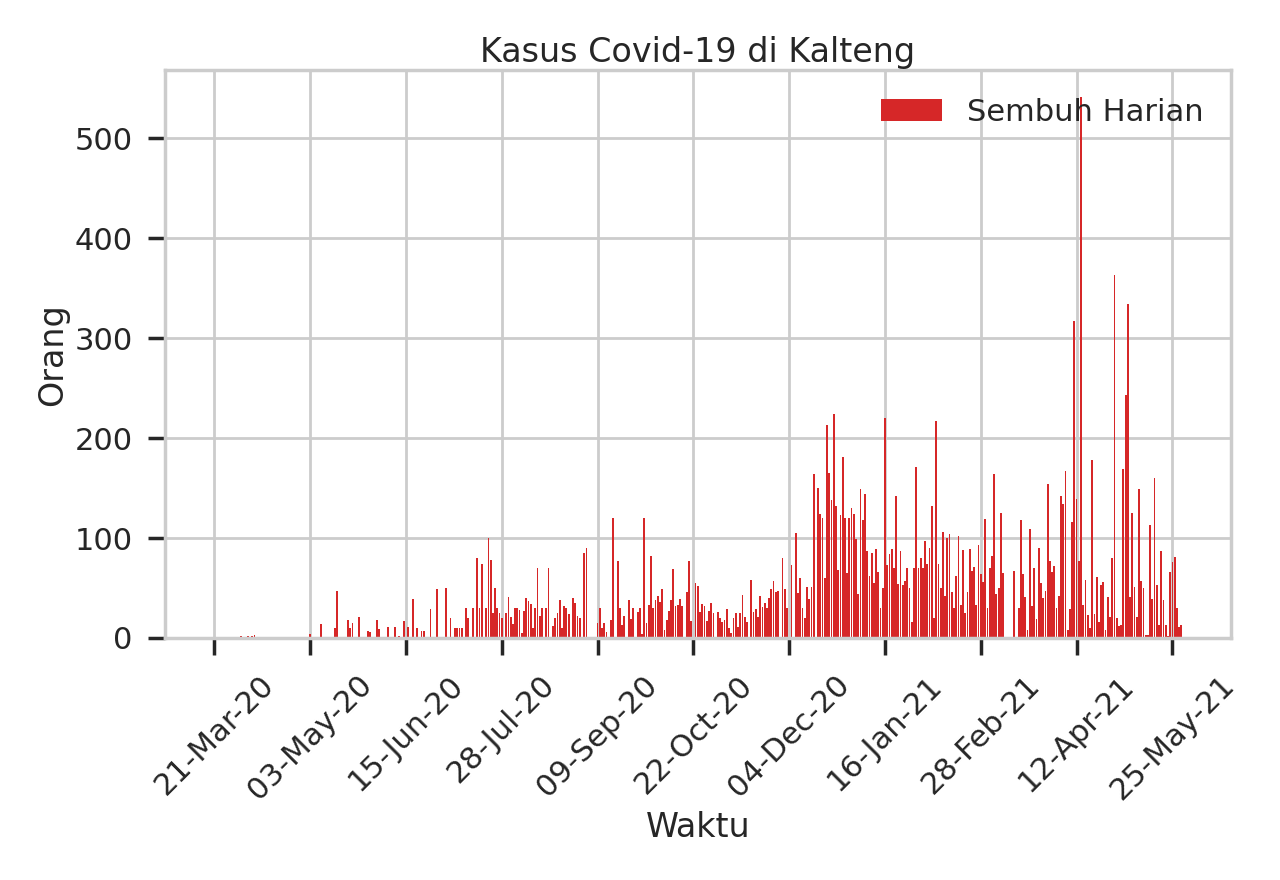 Kasus Covid-19 di Kalteng
Sembuh Harian
500
400
300
200
100
0
Orang
21-Mar-20
03-May-20
15-Jun-20
28-Jul-20
09-Sep-20
22-Oct-20
04-Dec-20
16-Jan-21
28-Feb-21
12-Apr-21
25-May-21
Waktu